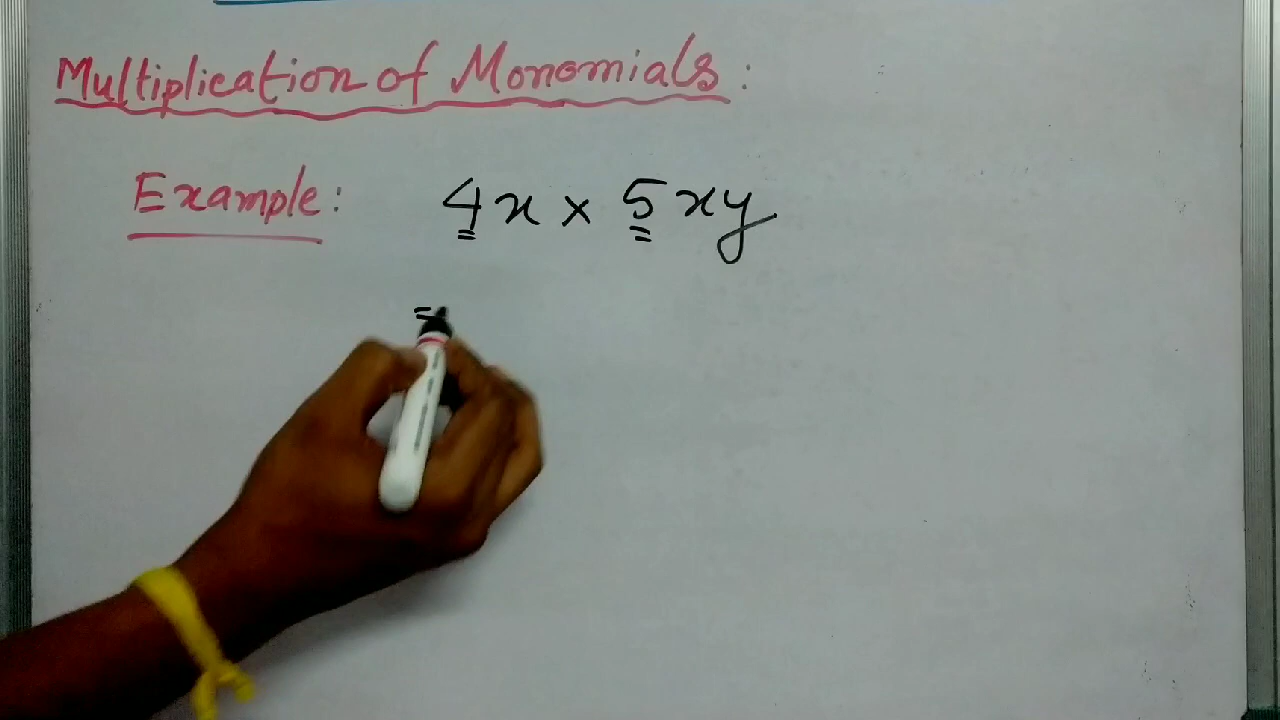 Multiplication of Monomials :
Example : 4x × 5xy
=